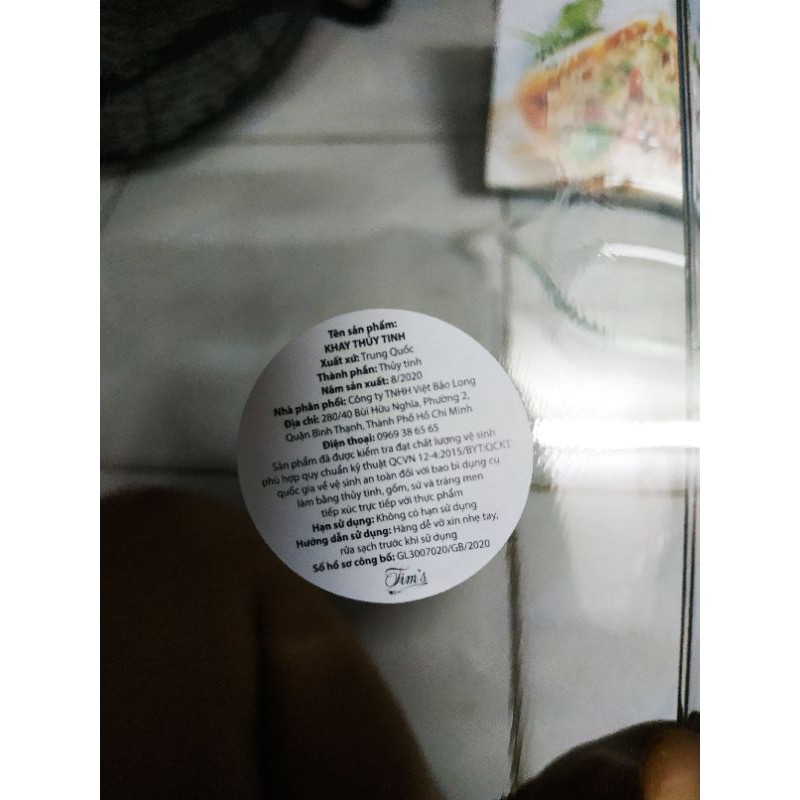 Tên sản phẩm:
KHAY THỦY TINH
Xuất xứ: Trung Quốc
Thành phần: Thủy tinh
Năm sản xuất: 8/2020
Nhà phân phối: Công ty TNHH Việt Bảo Long
Địa chỉ: 280/40 Bùi Hữu Nghĩa, Phường 2,
Quận Bình Thạnh, Thành Phố Hồ Chí Minh
Điện thoại: 0969 38 65 65
Sản phẩm đã được kiểm tra đạt chất lượng vệ sinh
phù hợp quy chuẩn kỹ thuật QCVN 12-4:2015/BYT:QCKT
quốc gia về vệ sinh an toàn đối với bao bì dụng cụ
làm bằng thủy tinh, gốm, sứ và tráng men
tiếp xúc trực tiếp với thực phẩm
Hạn sử dụng: Không có hạn sử dụng
Hướng dẫn sử dụng: Hàng dễ vỡ xin nhẹ tay,
rửa sạch trước khi sử dụng
Số hồ sơ công bố: GL3007020/GB/2020
Tim's